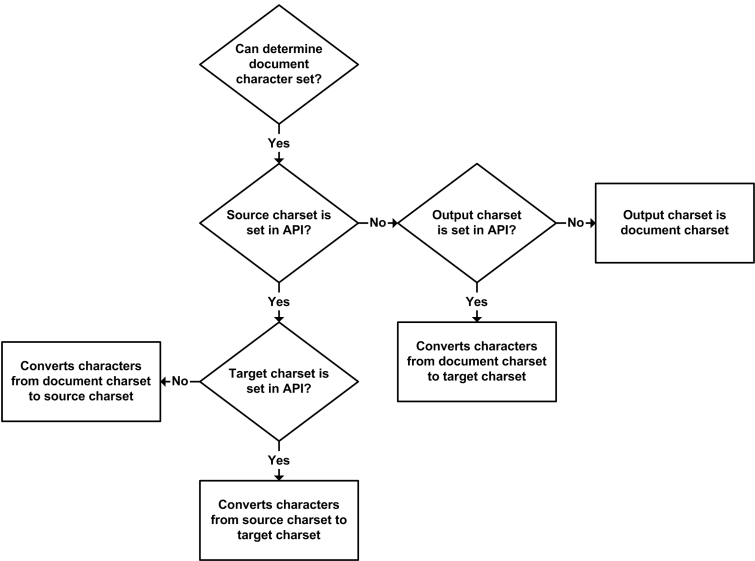 Can determine
document
character set?
Yes
Source charset is
set in API?
No
Output charset
is set in API?
No
Output charset is
document charset
Yes
Yes
Converts characters
from document charset
to target charset
Converts characters
from document charset
to source charset
No
Target charset is
set in API?
Yes
Converts characters
from source charset to
target charset